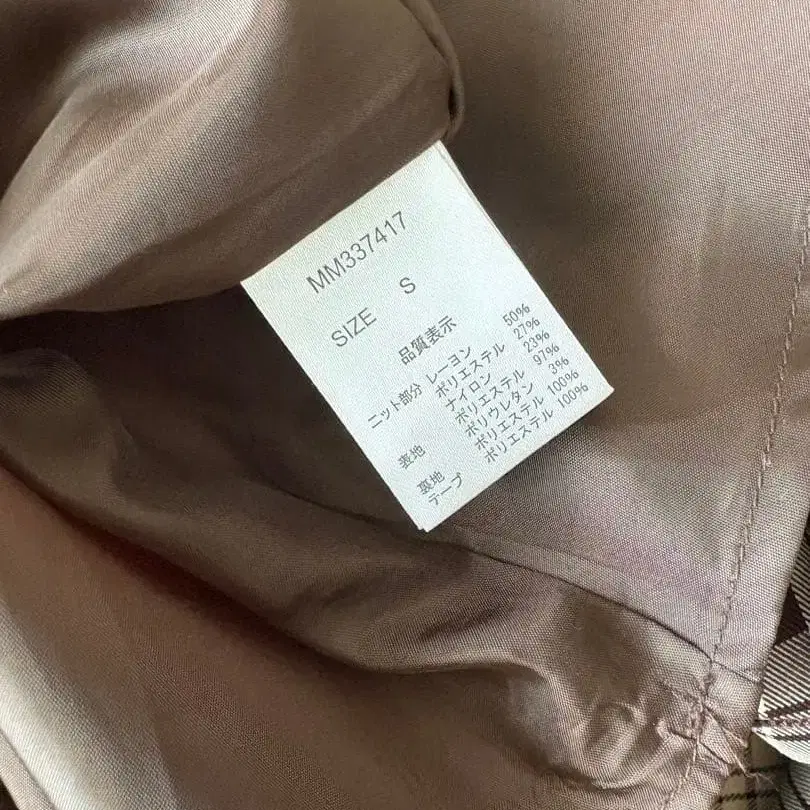 MM337417
SIZE S
品質表示
ニット部分 レーヨン 50%
ポリエステル 27%
ナイロン 23%
表地 ポリエステル 97%
ポリウレタン 3%
裏地 ポリエステル 100%
テープ ポリエステル 100%